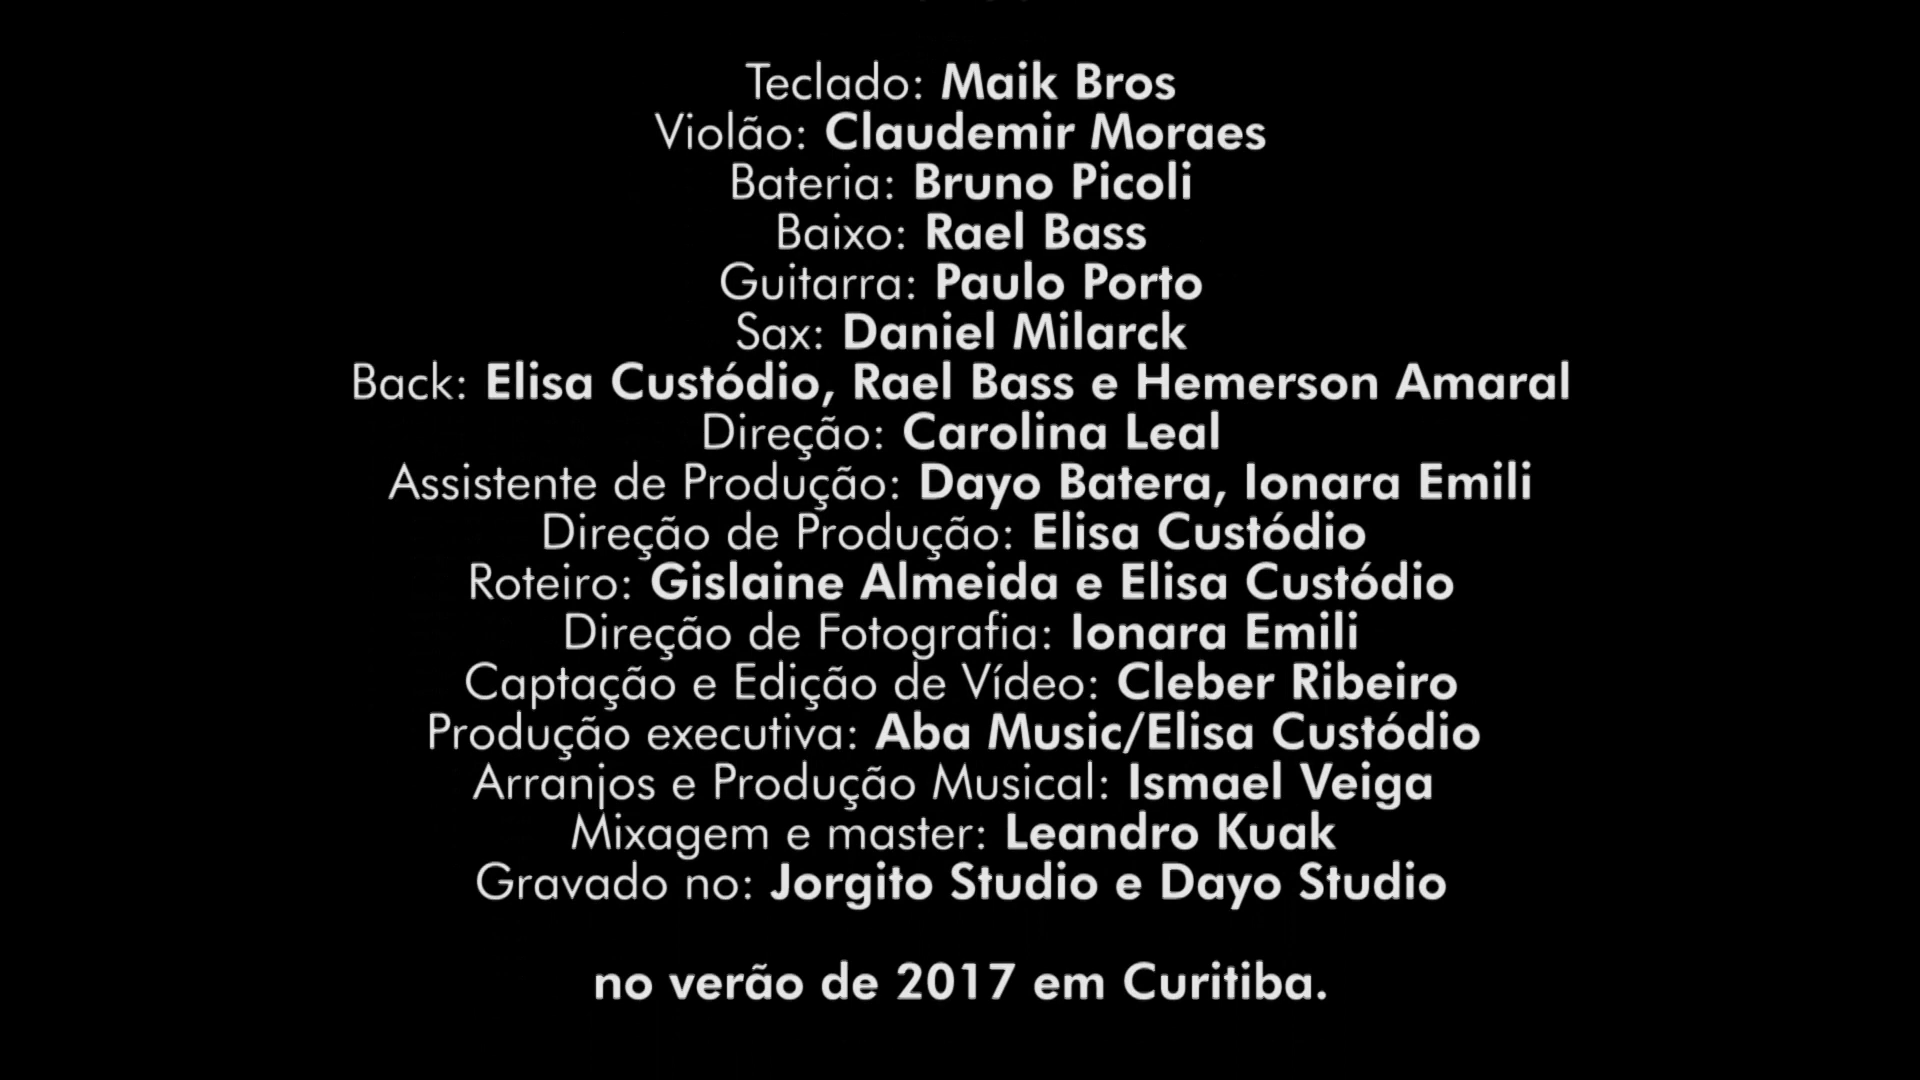 Teclado: Maik Bros
Violão: Claudemir Moraes
Bateria: Bruno Picoli
Baixo: Rael Bass
Guitarra: Paulo Porto
Sax: Daniel Milarck
Back: Elisa Custódio, Rael Bass e Hemerson Amaral
Direção: Carolina Leal
Assistente de Produção: Dayo Batera, Ionara Emili
Direção de Produção: Elisa Custódio
Roteiro: Gislaine Almeida e Elisa Custódio
Direção de Fotografia: Ionara Emili
Captação e Edição de Vídeo: Cleber Ribeiro
Produção executiva: Aba Music/Elisa Custódio
Arranjos e Produção Musical: Ismael Veiga
Mixagem e master: Leandro Kuak
Gravado no: Jorgito Studio e Dayo Studio
no verão de 2017 em Curitiba.